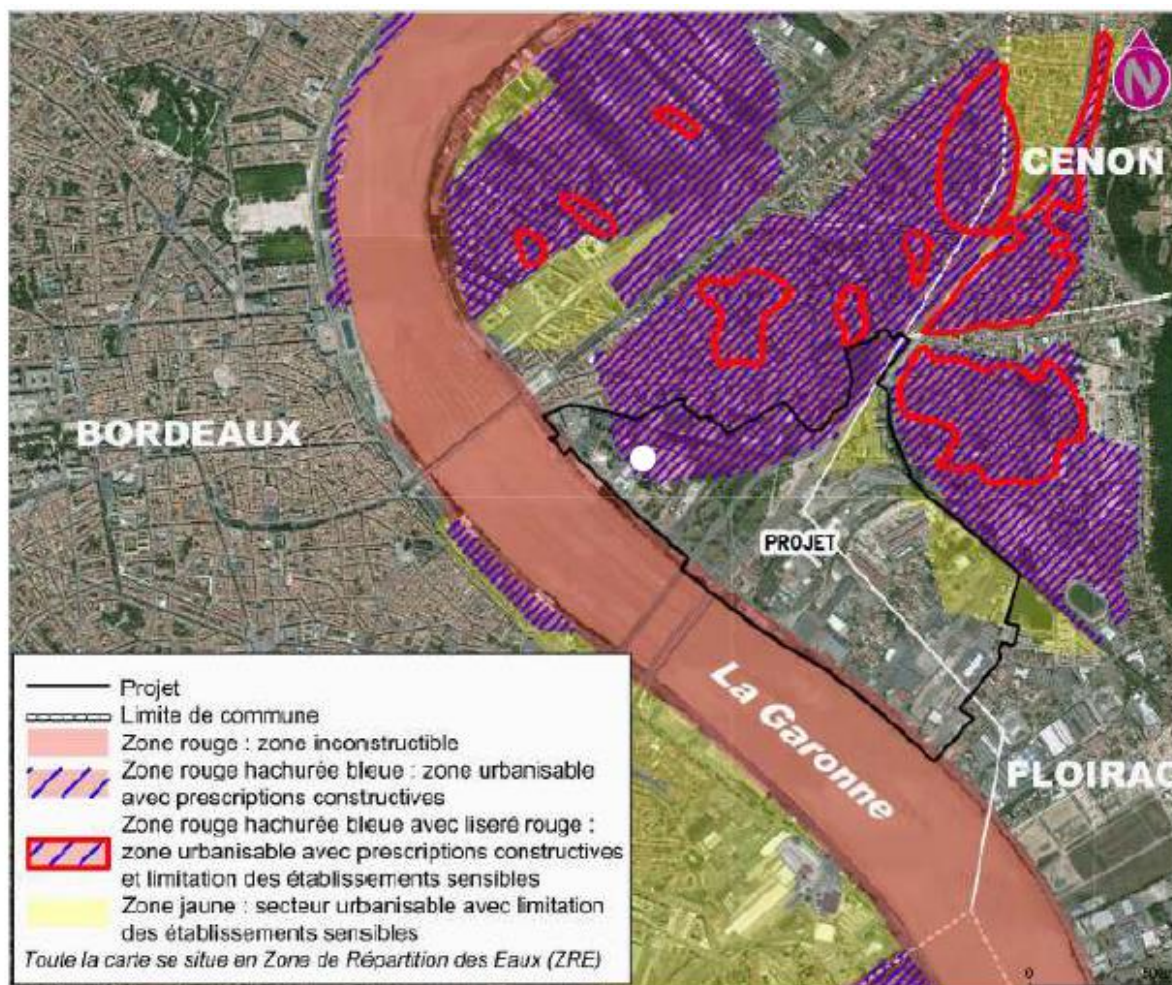 N
CENON
BORDEAUX
PROJET
La Garonne
FLOIRAC
Projet
Limite de commune
Zone rouge : zone inconstructible
Zone rouge hachurée bleue : zone urbanisable
avec prescriptions constructives
Zone rouge hachurée bleue avec liseré rouge :
zone urbanisable avec prescriptions constructives
et limitation des établissements sensibles
Zone jaune : secteur urbanisable avec limitation
des établissements sensibles
Toute la carte se situe en Zone de Répartition des Eaux (ZRE)
0